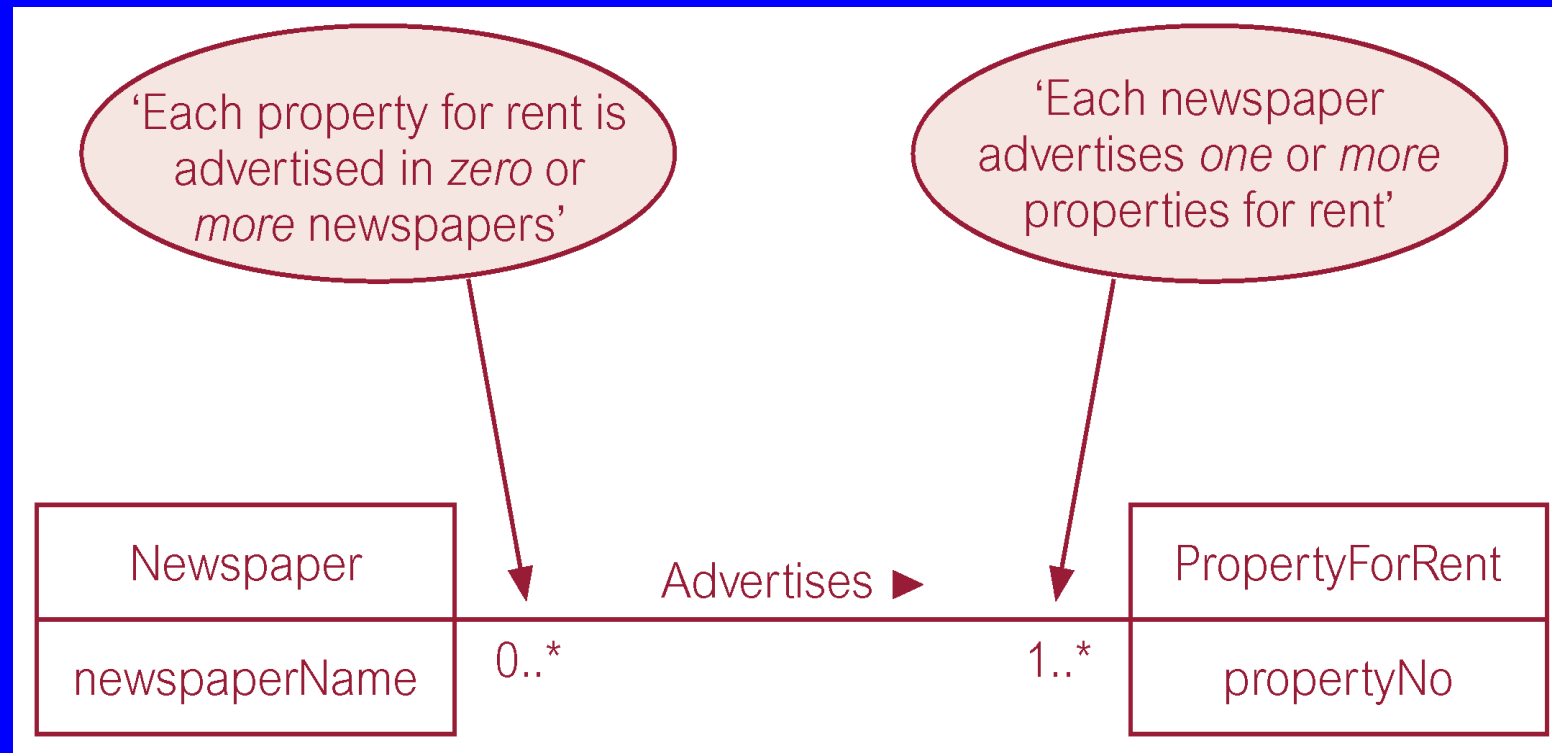 ‘Each property for rent is
advertised in zero or
more newspapers’
‘Each newspaper
advertises one or more
properties for rent’
Newspaper
newspaperName
0..*
Advertises ►
1..*
PropertyForRent
propertyNo